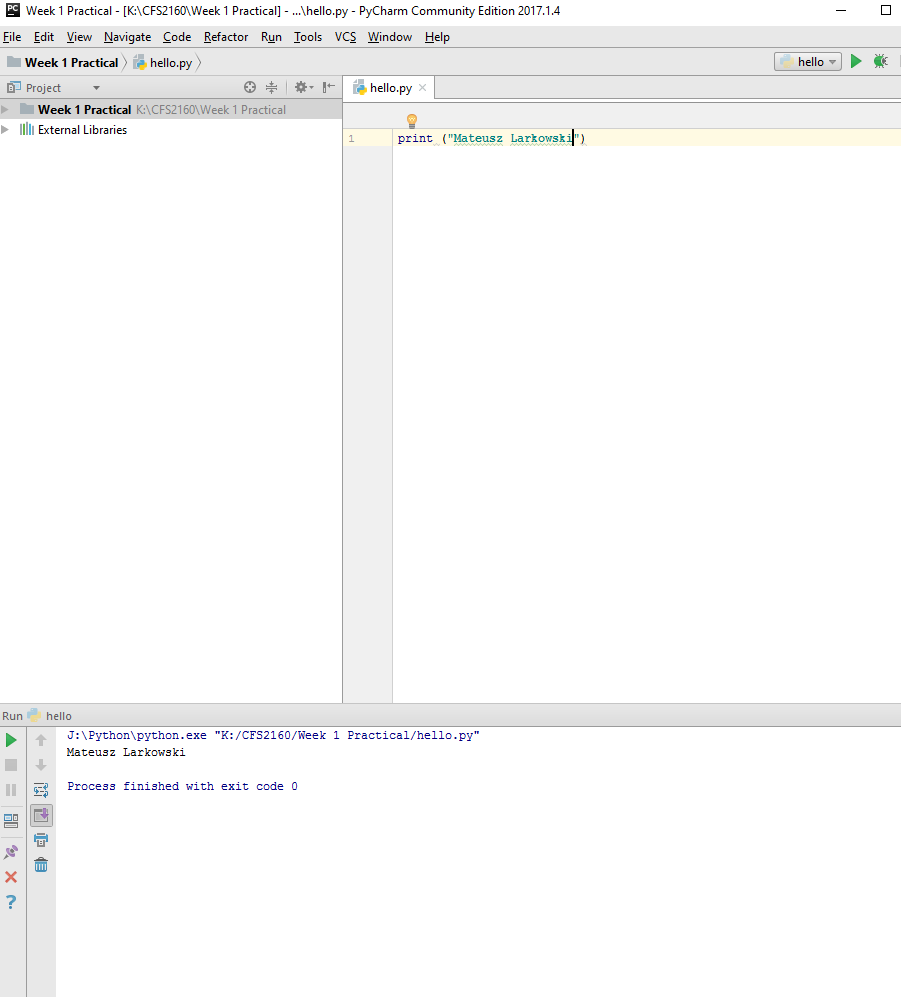 PC Week 1 Practical - [K:\CFS2160\Week 1 Practical] - ...\hello.py - PyCharm Community Edition 2017.1.4
File Edit View Navigate Code Refactor Run Tools VCS Window Help
Week 1 Practical hello.py hello
Project hello.py
Week 1 Practical K:\CFS2160\Week 1 Practical
External Libraries
1 print ("Mateusz Larkowski")
Run hello
J:\Python\python.exe "K:/CFS2160/Week 1 Practical/hello.py"
Mateusz Larkowski
Process finished with exit code 0
?